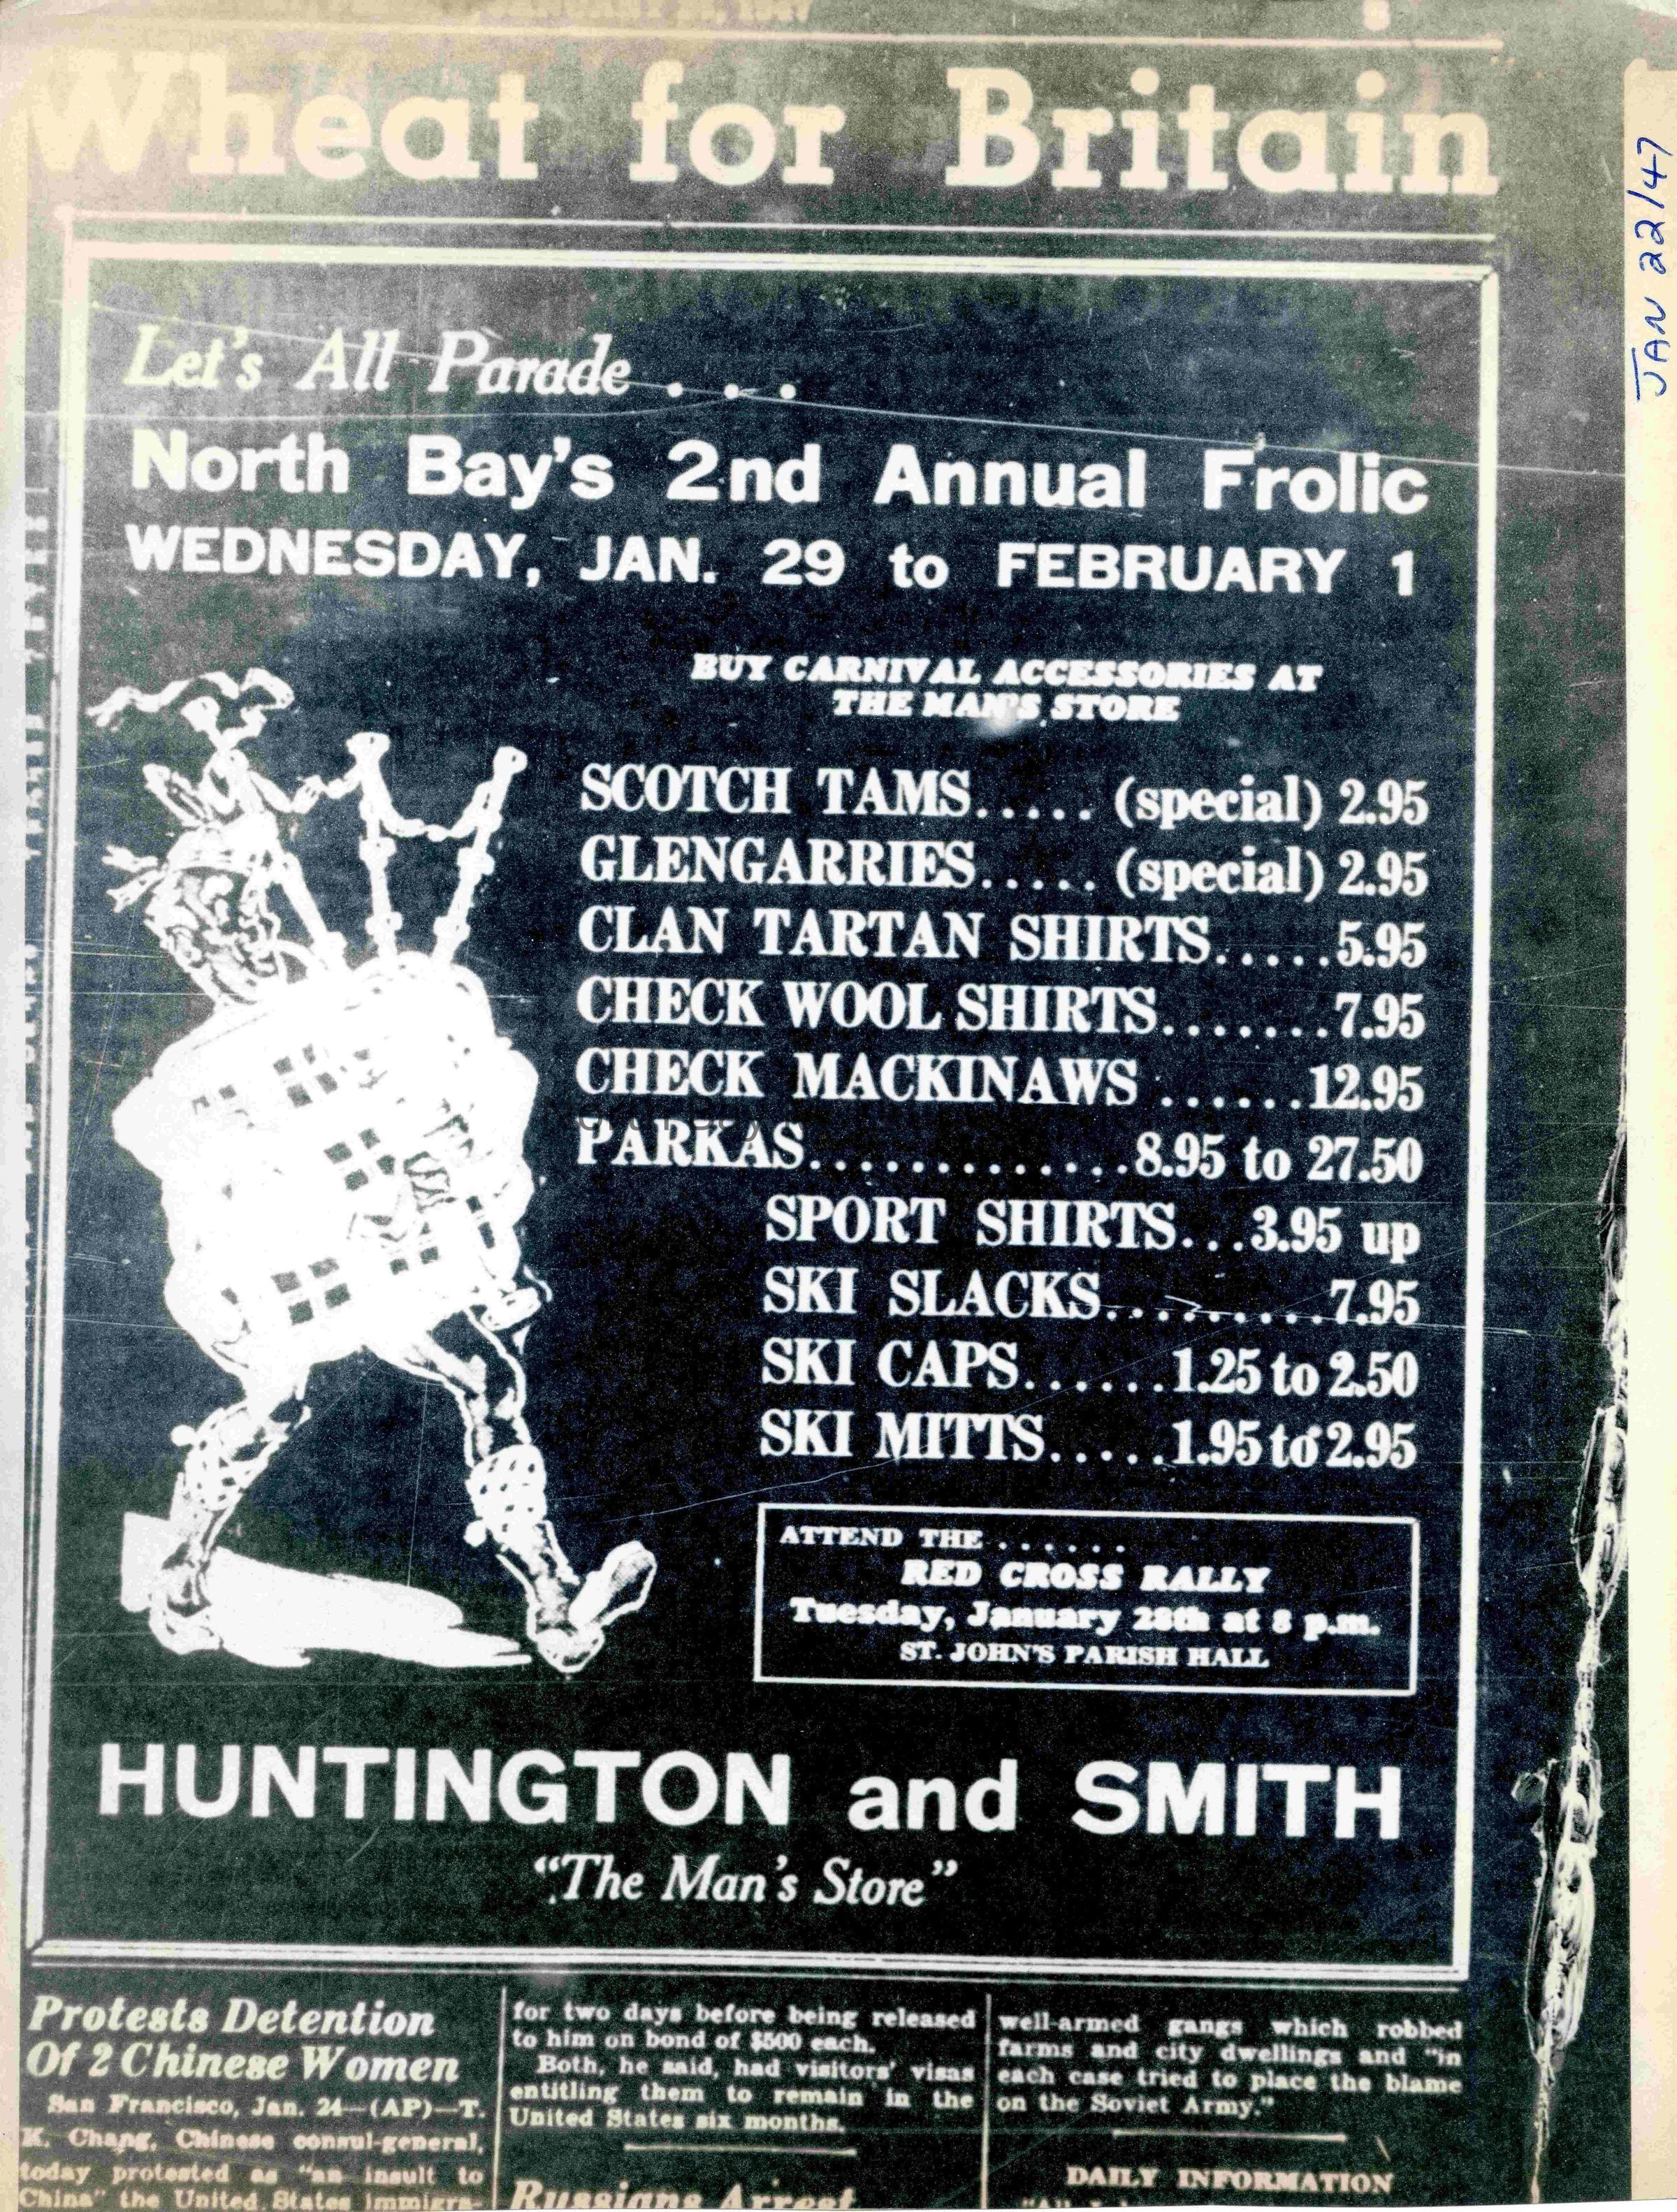 Wheat for Britain
JAN 22/47
Let's All Parade . . .
North Bay's 2nd Annual Frolic
WEDNESDAY, JAN. 29 to FEBRUARY 1
BUY CARNIVAL ACCESSORIES AT
THE MAN'S STORE
SCOTCH TAMS..... (special) 2.95
GLENGARRIES..... (special) 2.95
CLAN TARTAN SHIRTS.....5.95
CHECK WOOL SHIRTS.......7.95
CHECK MACKINAWS ......12.95
PARKAS.............8.95 to 27.50
SPORT SHIRTS...3.95 up
SKI SLACKS.........7.95
SKI CAPS......1.25 to 2.50
SKI MITTS.....1.95 to 2.95
ATTEND THE .......
RED CROSS RALLY
Tuesday, January 28th at 8 p.m.
ST. JOHN'S PARISH HALL
HUNTINGTON and SMITH
"The Man's Store"
Protests Detention
Of 2 Chinese Women
San Francisco, Jan. 24—(AP)—T.
K. Chang, Chinese consul-general,
today protested as "an insult to
China" the United States immigra-
for two days before being released
to him on bond of $500 each.
Both, he said, had visitors' visas
entitling them to remain in the
United States six months.
Russians Arrest
well-armed gangs which robbed
farms and city dwellings and "in
each case tried to place the blame
on the Soviet Army."
DAILY INFORMATION